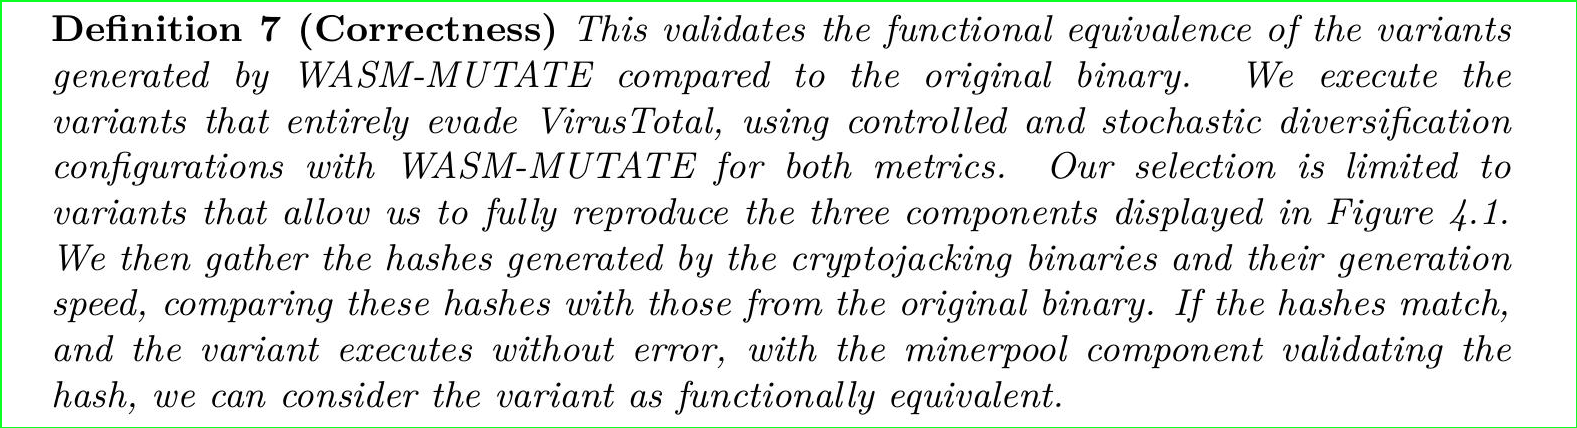 Definition 7 (Correctness) This validates the functional equivalence of the variants
generated by WASM-MUTATE compared to the original binary. We execute the
variants that entirely evade VirusTotal, using controlled and stochastic diversification
configurations with WASM-MUTATE for both metrics. Our selection is limited to
variants that allow us to fully reproduce the three components displayed in Figure 4.1.
We then gather the hashes generated by the cryptojacking binaries and their generation
speed, comparing these hashes with those from the original binary. If the hashes match,
and the variant executes without error, with the minerpool component validating the
hash, we can consider the variant as functionally equivalent.